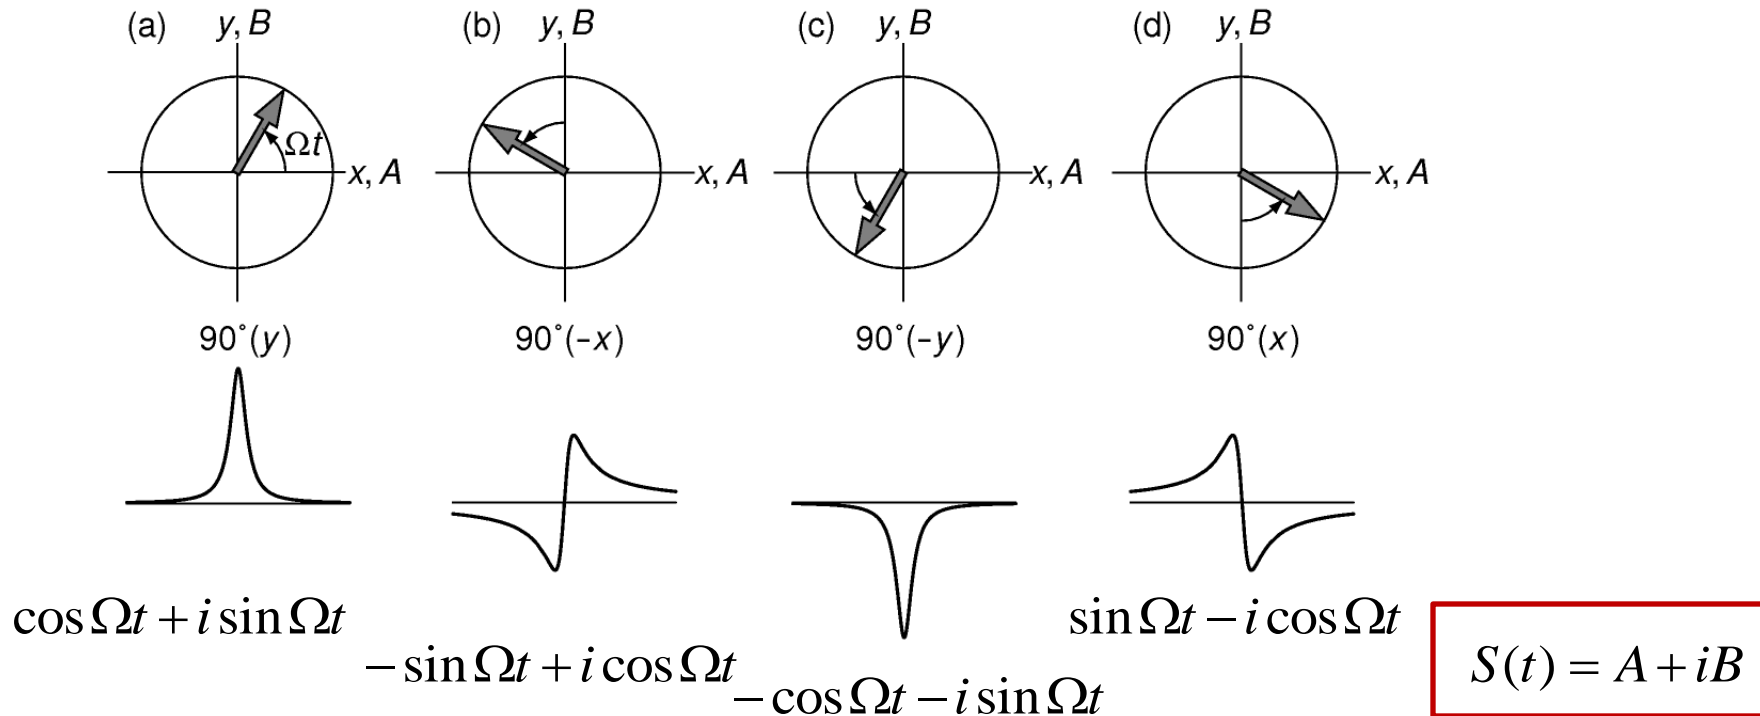 (a) y, B (b) y, B (c) y, B (d) y, B
Ωt
x, A x, A x, A x, A
90°(y) 90°(-x) 90°(-y) 90°(x)
cos Ωt + i sin Ωt
-sin Ωt + i cos Ωt
-cos Ωt - i sin Ωt
sin Ωt - i cos Ωt
S(t) = A + iB